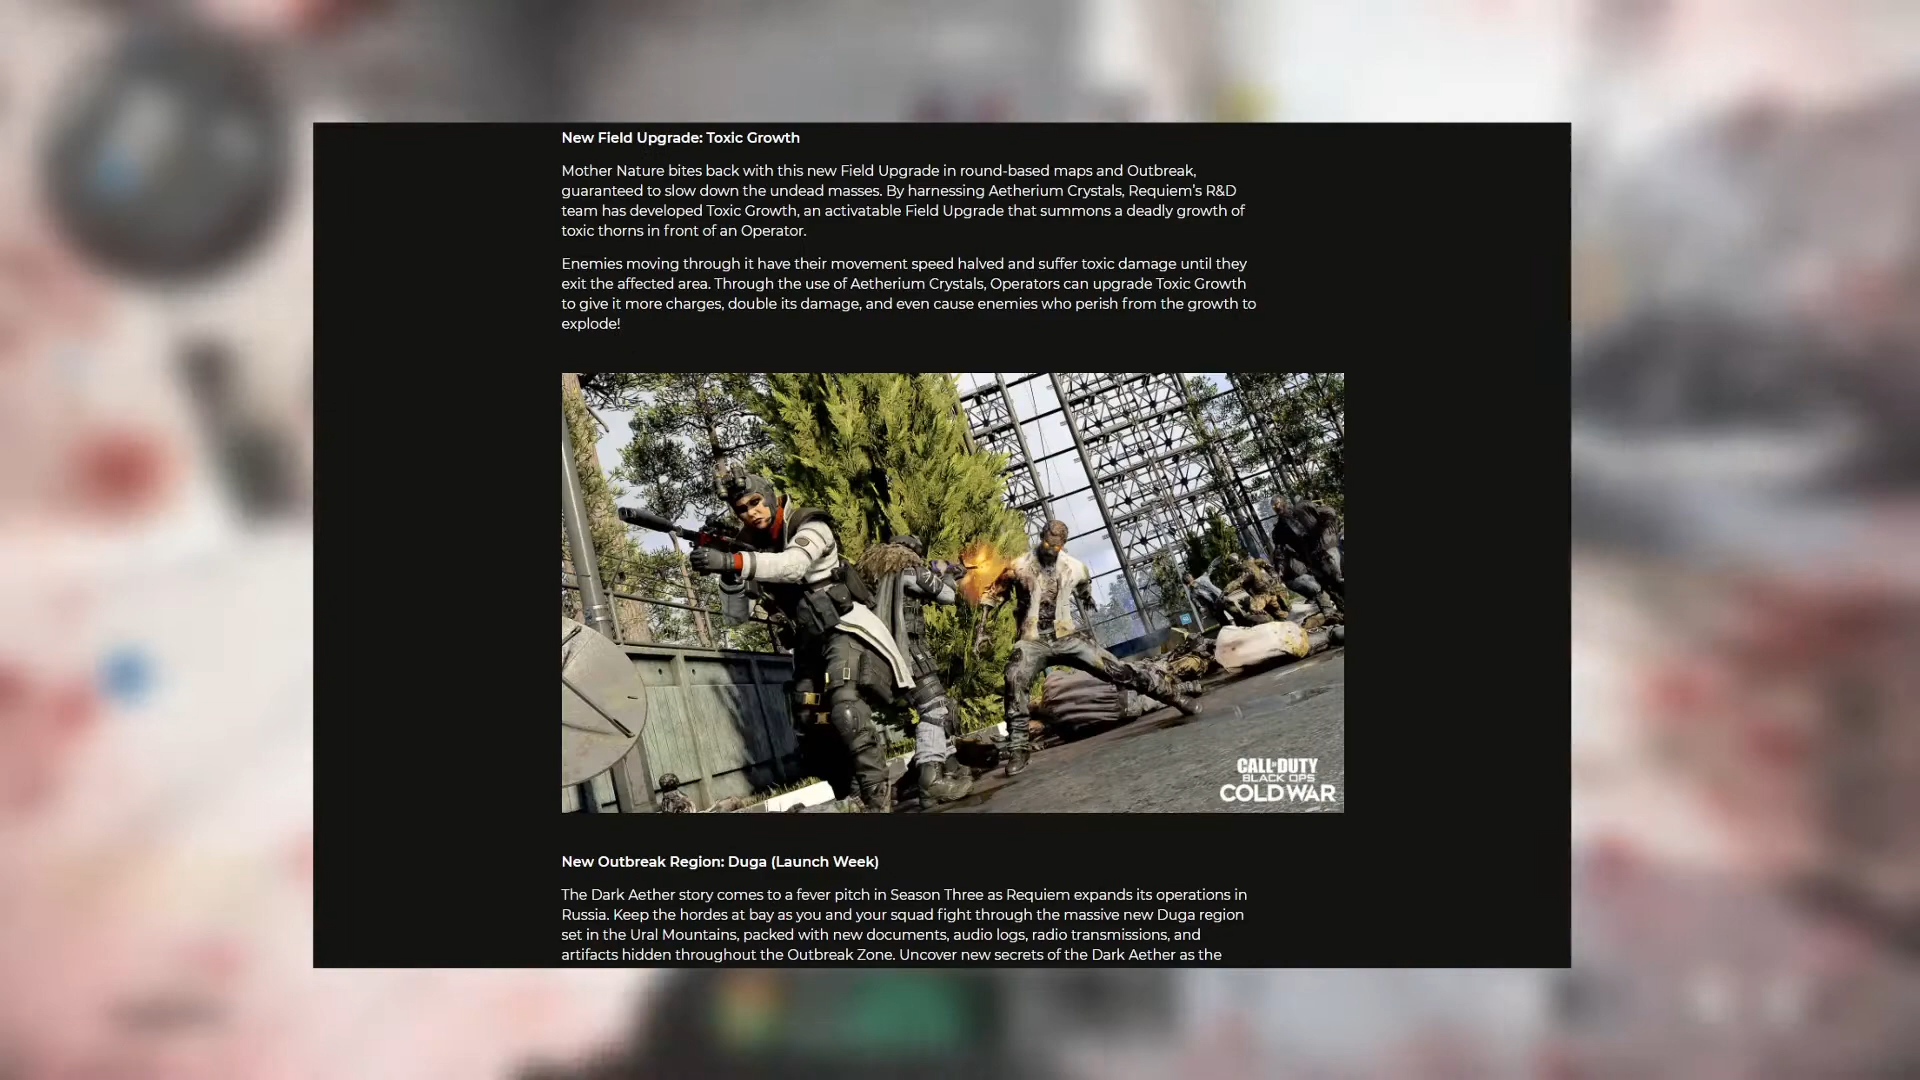 New Field Upgrade: Toxic Growth
Mother Nature bites back with this new Field Upgrade in round-based maps and Outbreak,
guaranteed to slow down the undead masses. By harnessing Aetherium Crystals, Requiem's R&D
team has developed Toxic Growth, an activatable Field Upgrade that summons a deadly growth of
toxic thorns in front of an Operator.
Enemies moving through it have their movement speed halved and suffer toxic damage until they
exit the affected area. Through the use of Aetherium Crystals, Operators can upgrade Toxic Growth
to give it more charges, double its damage, and even cause enemies who perish from the growth to
explode!
CALL OF DUTY
BLACK OPS
COLD WAR
New Outbreak Region: Duga (Launch Week)
The Dark Aether story comes to a fever pitch in Season Three as Requiem expands its operations in
Russia. Keep the hordes at bay as you and your squad fight through the massive new Duga region
set in the Ural Mountains, packed with new documents, audio logs, radio transmissions, and
artifacts hidden throughout the Outbreak Zone. Uncover new secrets of the Dark Aether as the